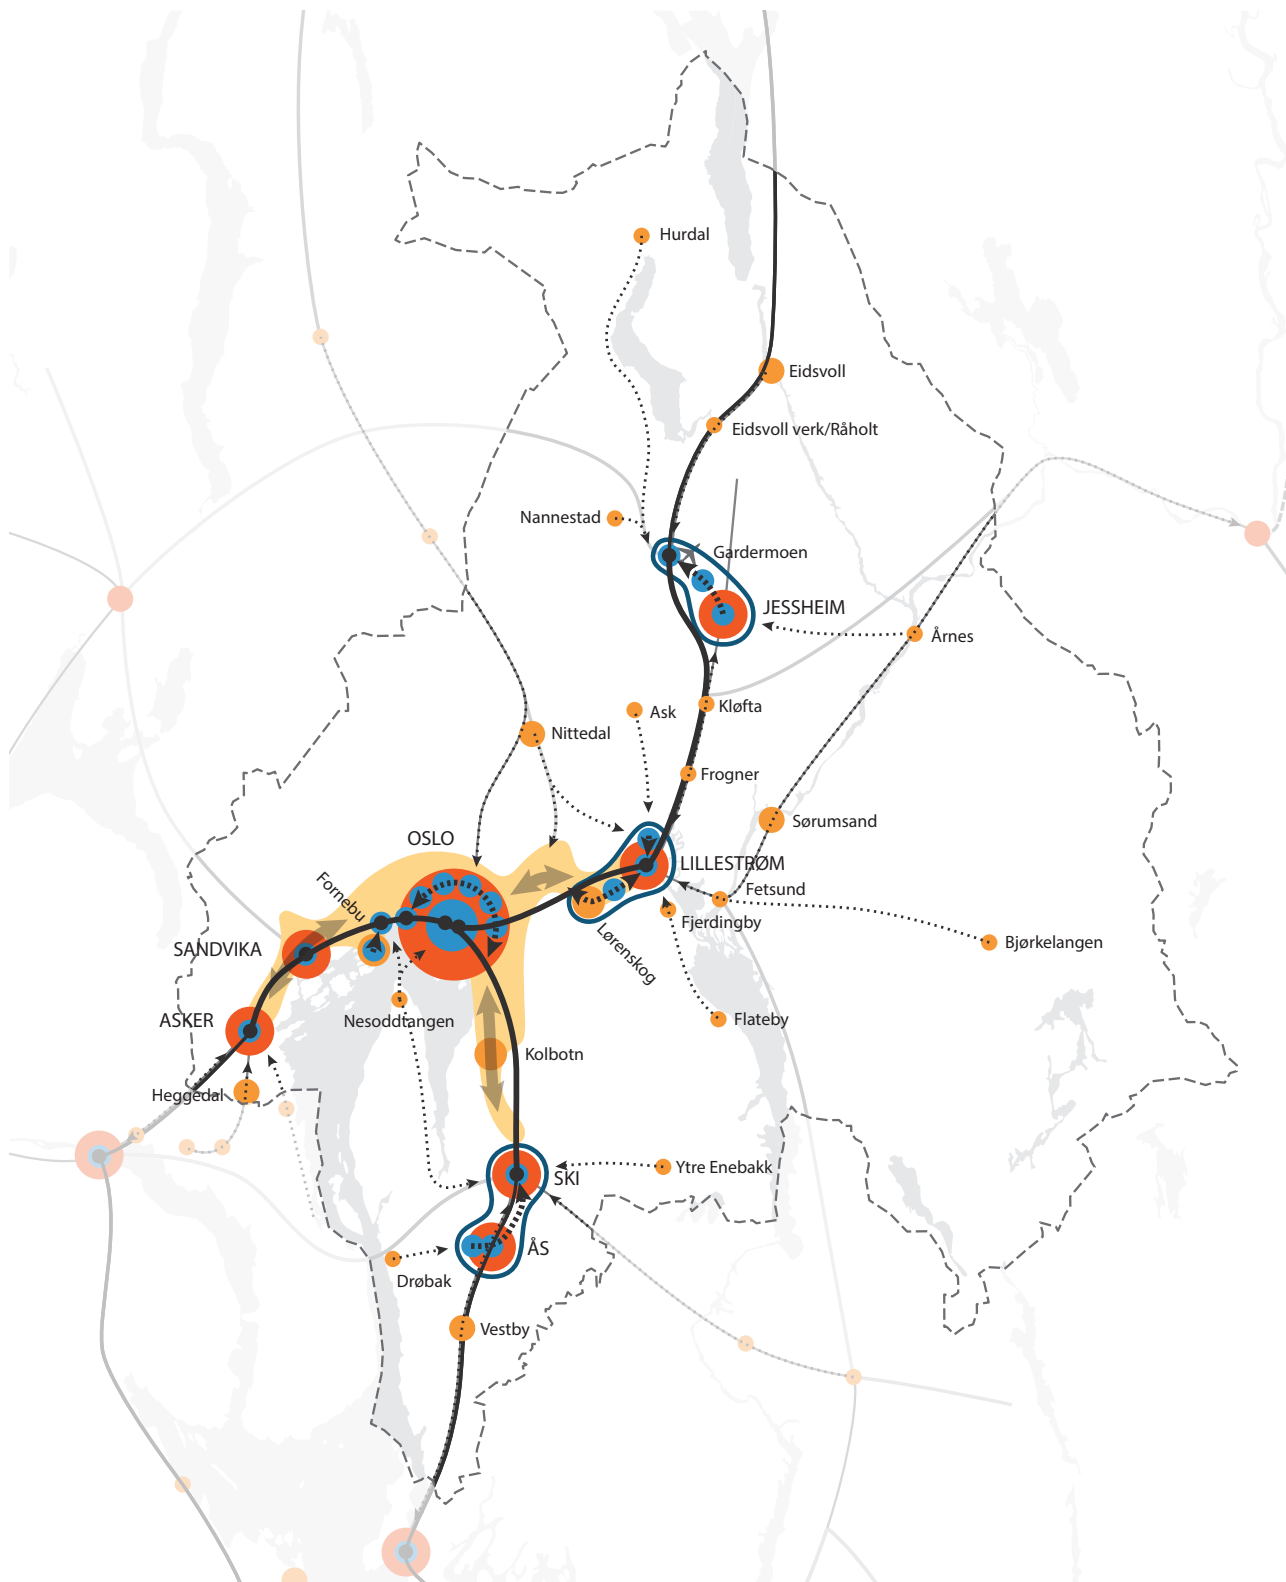 Hurdal
Eidsvoll
Eidsvoll verk/Råholt
Nannestad
Gardermoen
JESSHEIM
Årnes
Ask
Kløfta
Nittedal
Frogner
Sørumsand
OSLO
LILLESTRØM
Fornebu
Fetsund
Fjerdingby
SANDVIKA
Lørenskog
Bjørkelangen
ASKER
Nesoddtangen
Flateby
Kolbotn
Heggedal
Ytre Enebakk
SKI
ÅS
Drøbak
Vestby